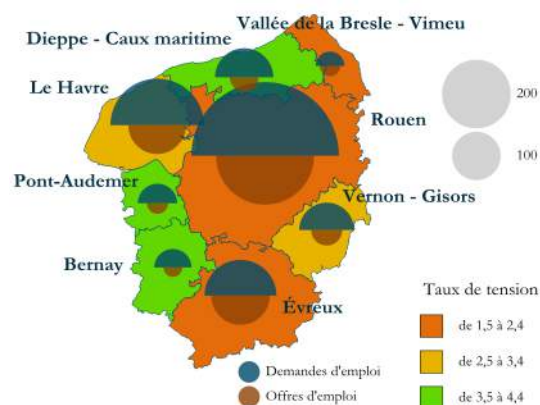 Vallée de la Bresle - Vimeu
Dieppe - Caux maritime
Le Havre
Rouen
200
100
Pont-Audemer
Vernon - Gisors
Bernay
Évreux
Taux de tension
de 1,5 à 2,4
de 2,5 à 3,4
de 3,5 à 4,4
Demandes d'emploi
Offres d'emploi